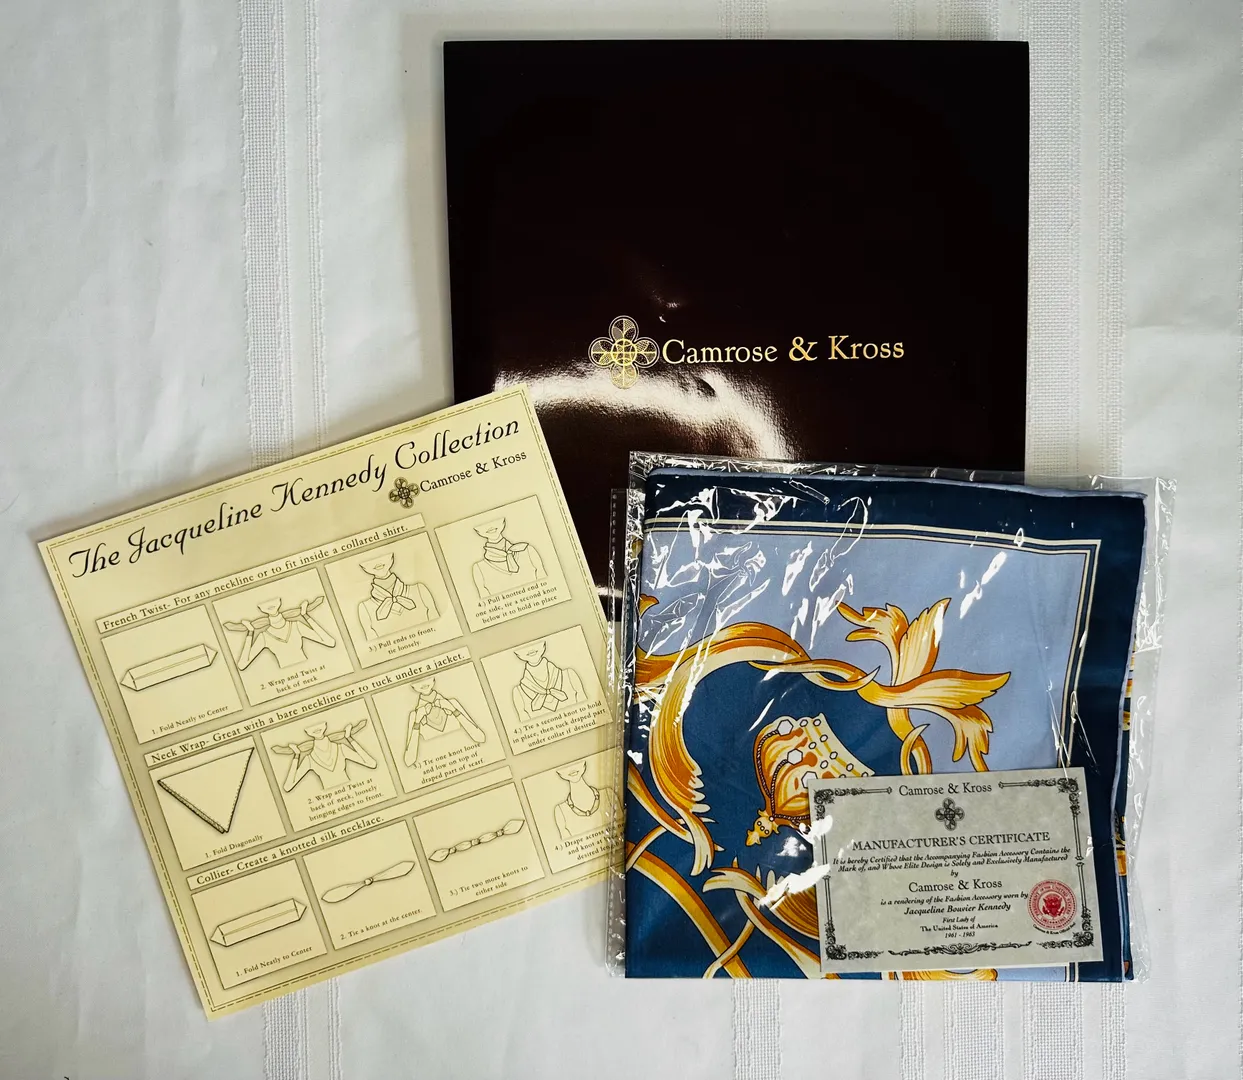 Camrose & Kross
The Jacqueline Kennedy Collection
Camrose & Kross
French Twist- For any neckline or to fit inside a collared shirt.
1. Fold Neatly to Center
2. Wrap and Twist at
back of neck
3.) Pull ends to front,
tie loosely
4.) Pull knotted end to
one side, tie a second knot
below it to hold in place
Neck Wrap- Great with a bare neckline or to tuck under a jacket.
1. Fold Diagonally
2. Wrap and Twist at
back of neck, loosely
bringing edges to front.
3.) Tie one knot loose
and low on top of
draped part of scarf
4.) Tie a second knot to hold
in place, then tuck draped part
under collar if desired.
Collier- Create a knotted silk necklace.
1. Fold Neatly to Center
2. Tie a knot at the center.
3.) Tie two more knots to
either side
4.) Drape across
and knot at
desired
Camrose & Kross
MANUFACTURER'S CERTIFICATE
It is hereby Certified that the Accompanying Fashion Accessory Contains the
Mark of, and Whose Elite Design is Solely and Exclusively Manufactured
by
Camrose & Kross
is a rendering of the Fashion Accessory worn by
Jacqueline Bouvier Kennedy
First Lady of
The United States of America
1961 - 1963